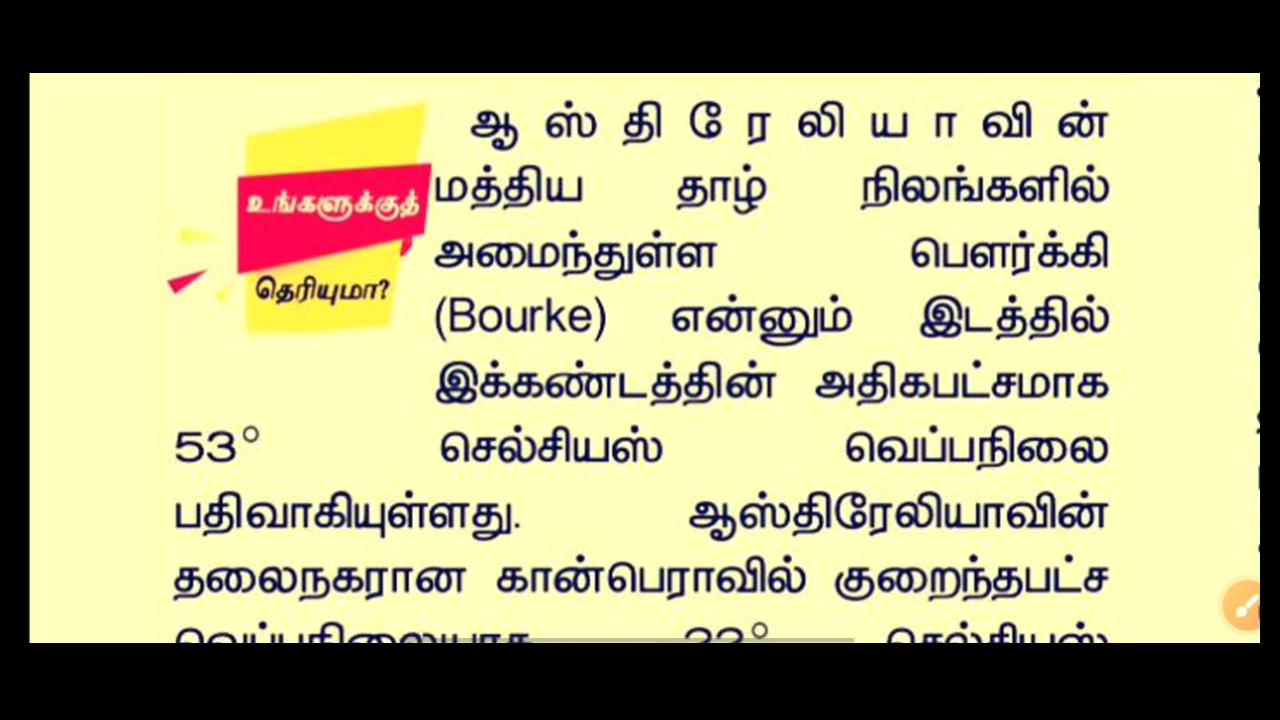 உங்களுக்குத்
தெரியுமா?
ஆஸ்திரேலியாவின்
மத்திய தாழ் நிலங்களில்
அமைந்துள்ள பௌர்க்கி
(Bourke) என்னும் இடத்தில்
இக்கண்டத்தின் அதிகபட்சமாக
53° செல்சியஸ் வெப்பநிலை
பதிவாகியுள்ளது. ஆஸ்திரேலியாவின்
தலைநகரான கான்பெராவில் குறைந்தபட்ச